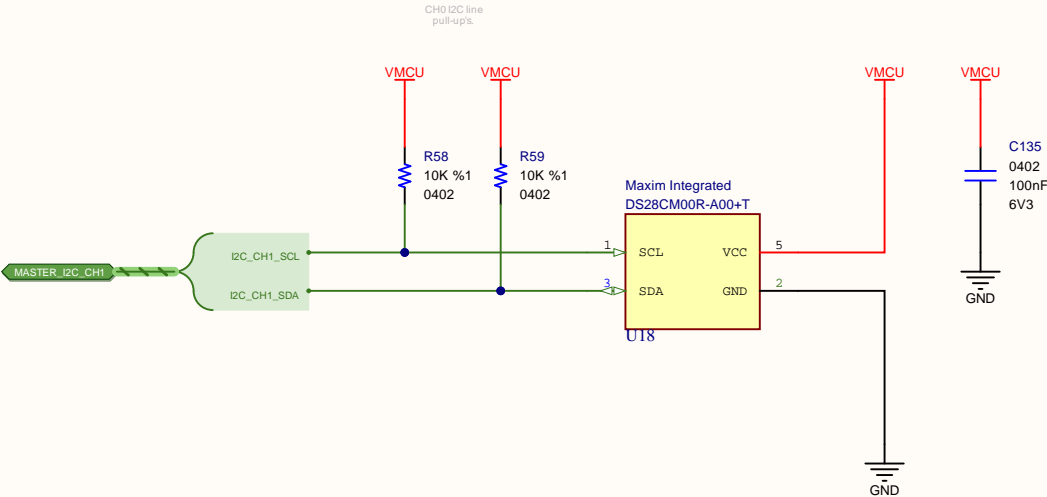 CH0 I2C line
pull-up's.
VMCU
VMCU
VMCU
VMCU
R58
10K %1
0402
R59
10K %1
0402
C135
0402
100nF
6V3
Maxim Integrated
DS28CM00R-A00+T
MASTER_I2C_CH1
I2C_CH1_SCL
I2C_CH1_SDA
1
SCL
VCC
5
3
SDA
GND
2
U18
GND
GND